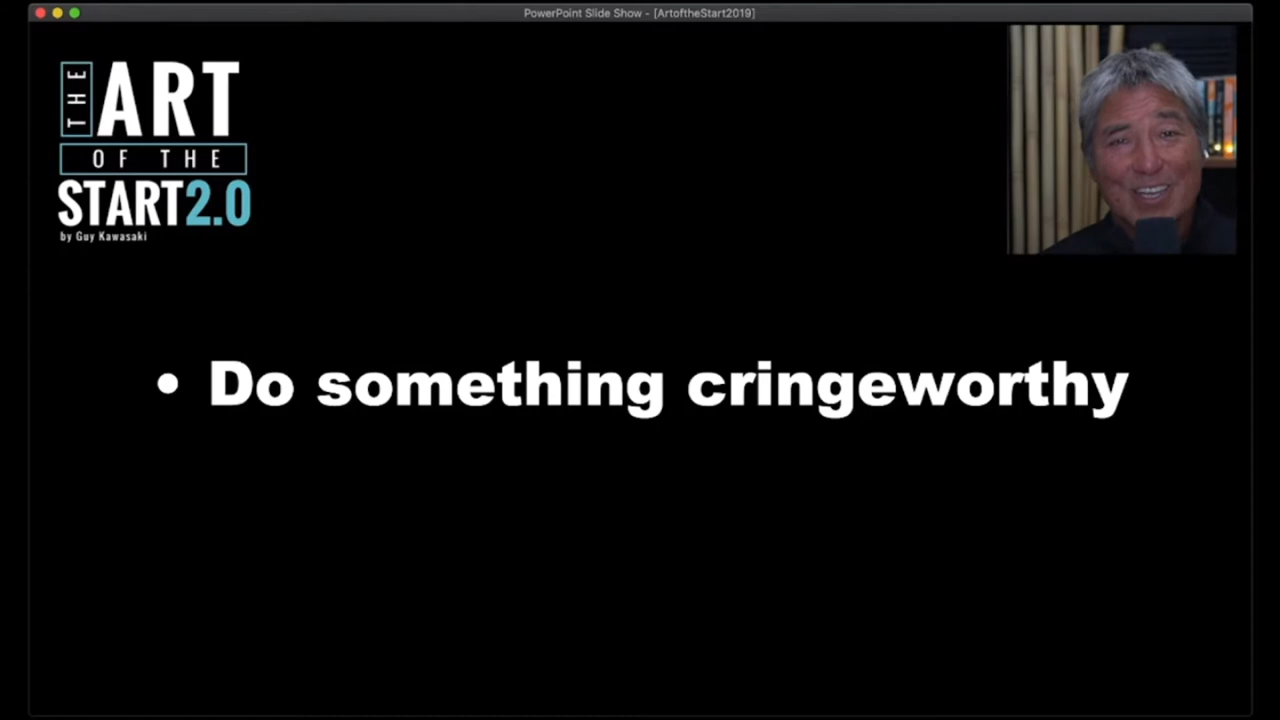 PowerPoint Slide Show - [ArtoftheStart2019]
THE ART
OF THE
START2.0
by Guy Kawasaki
• Do something cringeworthy